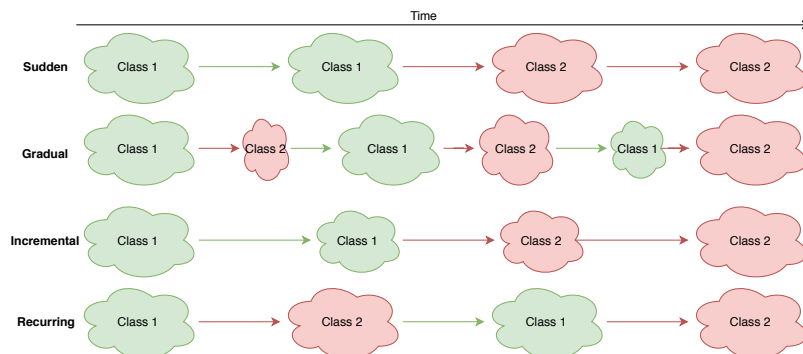 Time
Sudden Class 1 Class 1 Class 2 Class 2
Gradual Class 1 Class 2 Class 1 Class 2 Class 1 Class 2
Incremental Class 1 Class 1 Class 2 Class 2
Recurring Class 1 Class 2 Class 1 Class 2